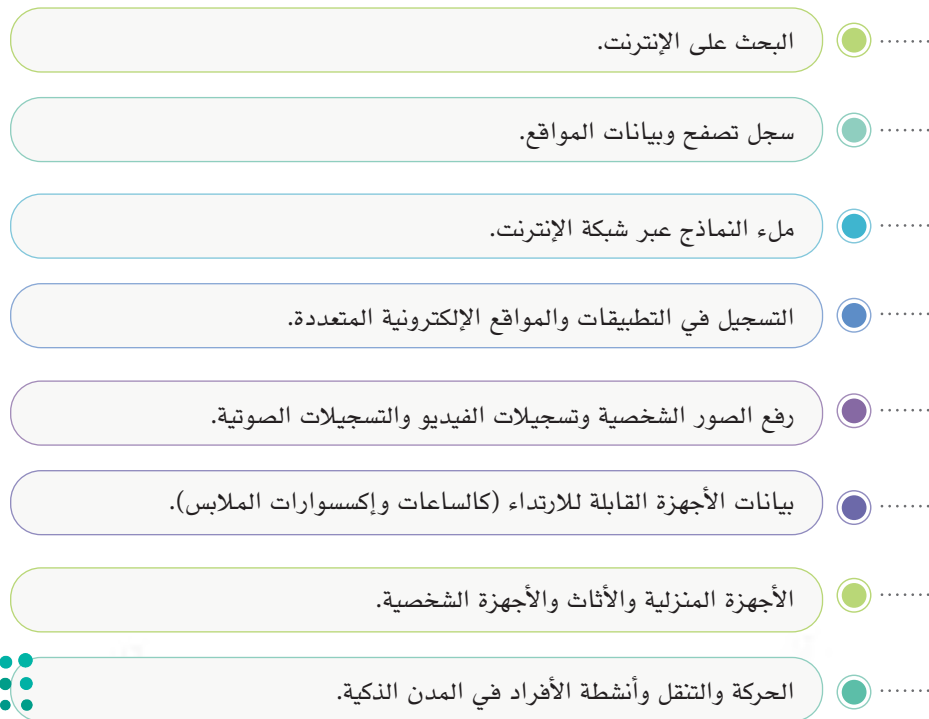 البحث على الإنترنت.
سجل تصفح وبيانات المواقع.
ملء النماذج عبر شبكة الإنترنت.
التسجيل في التطبيقات والمواقع الإلكترونية المتعددة.
رفع الصور الشخصية وتسجيلات الفيديو والتسجيلات الصوتية.
بيانات الأجهزة القابلة للارتداء (كالساعات وإكسسوارات الملابس).
الأجهزة المنزلية والأثاث والأجهزة الشخصية.
الحركة والتنقل وأنشطة الأفراد في المدن الذكية.